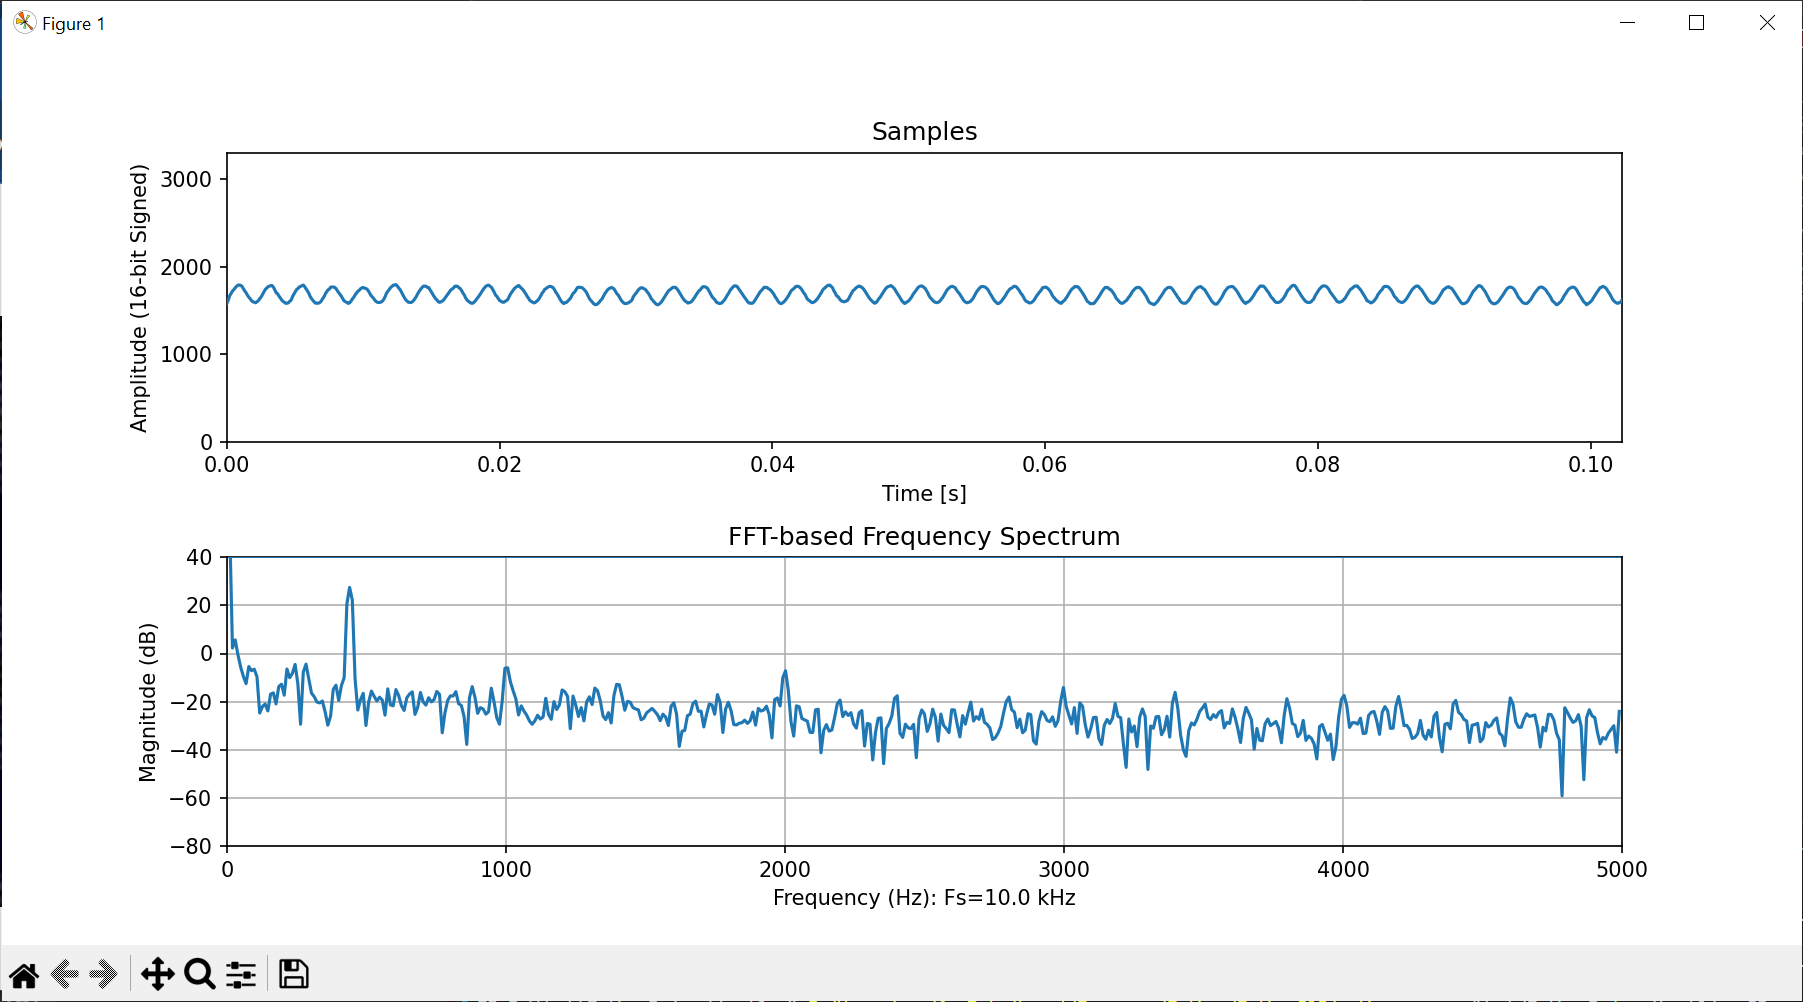 Figure 1
Samples
Amplitude (16-bit Signed)
3000
2000
1000
0
0.00 0.02 0.04 0.06 0.08 0.10
Time [s]
FFT-based Frequency Spectrum
Magnitude (dB)
40
20
0
−20
−40
−60
−80
0 1000 2000 3000 4000 5000
Frequency (Hz): Fs=10.0 kHz